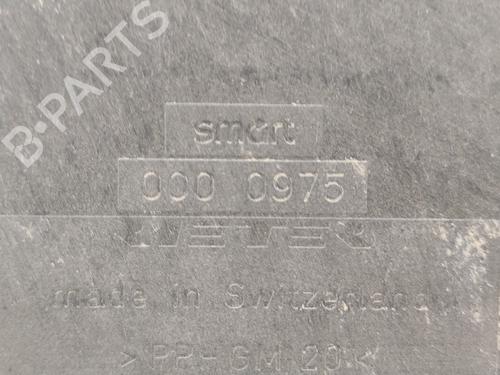 B-PARTS
smart
000 0975
made in Switzerland
>PP-GM 20<